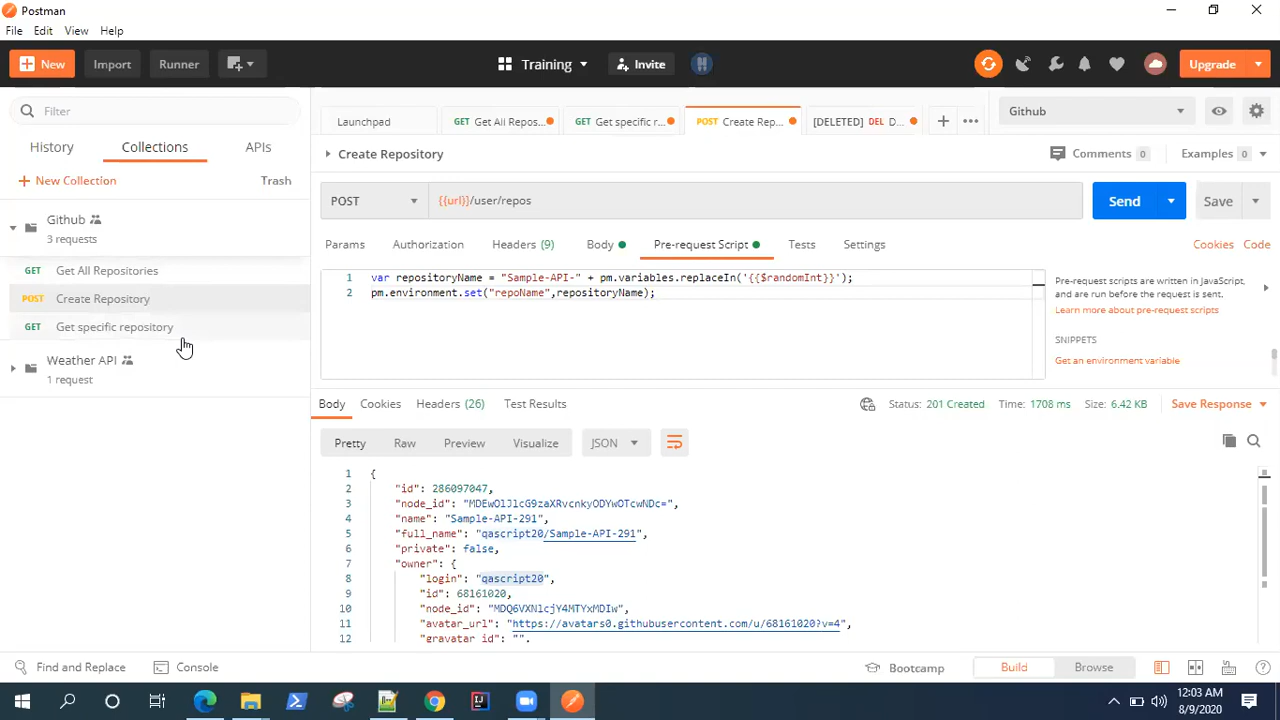 Postman
File Edit View Help
New Import Runner Training Invite Upgrade
Filter
Launchpad GET Get All Repos... GET Get specific r... POST Create Rep... [DELETED] DEL D... Github
History Collections APIs
Create Repository Comments 0 Examples 0
New Collection Trash
POST {{url}}/user/repos Send Save
Github
3 requests
Params Authorization Headers (9) Body Pre-request Script Tests Settings Cookies Code
GET Get All Repositories
POST Create Repository
GET Get specific repository
Weather API
1 request
1 var repositoryName = "Sample-API-" + pm.variables.replaceIn('{{$randomInt}}');
2 pm.environment.set("repoName",repositoryName);
Pre-request scripts are written in JavaScript, and are run before the request is sent.
Learn more about pre-request scripts
SNIPPETS
Get an environment variable
Body Cookies Headers (26) Test Results Status: 201 Created Time: 1708 ms Size: 6.42 KB Save Response
Pretty Raw Preview Visualize JSON
1 {
2 "id": 286097047,
3 "node_id": "MDEwOlJlcG9zaXRvcnkyODYwOTcwNDc=",
4 "name": "Sample-API-291",
5 "full_name": "qascript20/Sample-API-291",
6 "private": false,
7 "owner": {
8 "login": "qascript20",
9 "id": 68161020,
10 "node_id": "MDQ6VXNlcjY4MTYxMDIw",
11 "avatar_url": "https://avatars0.githubusercontent.com/u/68161020?v=4",
12 "gravatar_id": "",
Find and Replace Console Bootcamp Build Browse
12:03 AM
8/9/2020